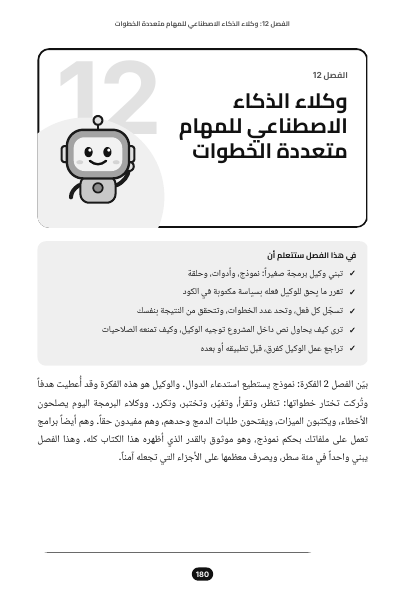 الفصل 12: وكلاء الذكاء الاصطناعي للمهام متعددة الخطوات
12
الفصل 12
وكلاء الذكاء
الاصطناعي للمهام
متعددة الخطوات
في هذا الفصل ستتعلم أن
✓ تبني وكيل برمجة صغيراً: نموذج، وأدوات، وحلقة
✓ تقرر ما يحق للوكيل فعله بسياسة مكتوبة في الكود
✓ تسجّل كل فعل، وتحد عدد الخطوات، وتتحقق من النتيجة بنفسك
✓ ترى كيف يحاول نص داخل المشروع توجيه الوكيل، وكيف تمنعه الصلاحيات
✓ تراجع عمل الوكيل كفرق، قبل تطبيقه أو بعده
بيّن الفصل 2 الفكرة: نموذج يستطيع استدعاء الدوال. والوكيل هو هذه الفكرة وقد أُعطيت هدفاً
وتُركت تختار خطواتها: تنظر، وتقرأ، وتغيّر، وتختبر، وتكرر. ووكلاء البرمجة اليوم يصلحون
الأخطاء، ويكتبون الميزات، ويفتحون طلبات الدمج وحدهم، وهم مفيدون حقاً. وهم أيضاً برامج
تعمل على ملفاتك بحكم نموذج، وهو موثوق بالقدر الذي أظهره هذا الكتاب كله. وهذا الفصل
يبني واحداً في مئة سطر، ويصرف معظمها على الأجزاء التي تجعله آمناً.
180